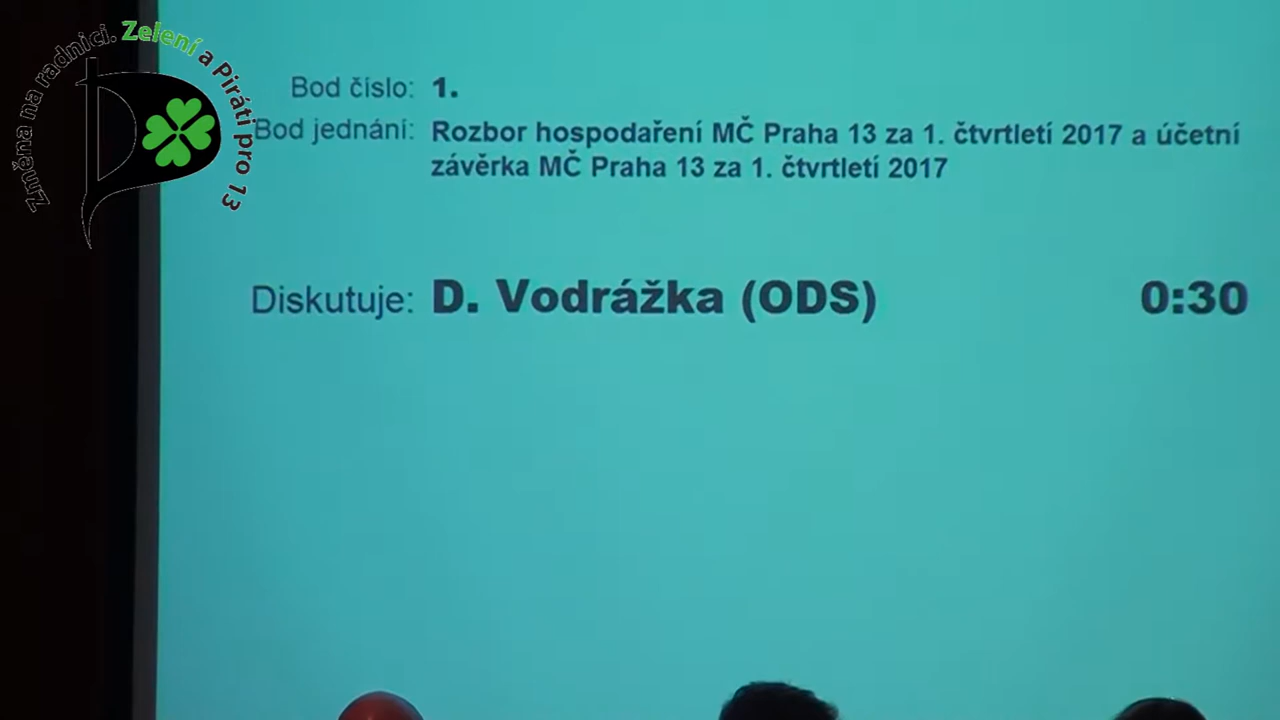 Změna na radnici. Zelení a Piráti pro 13
Bod číslo: 1.
Bod jednání: Rozbor hospodaření MČ Praha 13 za 1. čtvrtletí 2017 a účetní
závěrka MČ Praha 13 za 1. čtvrtletí 2017
Diskutuje: D. Vodrážka (ODS) 0:30